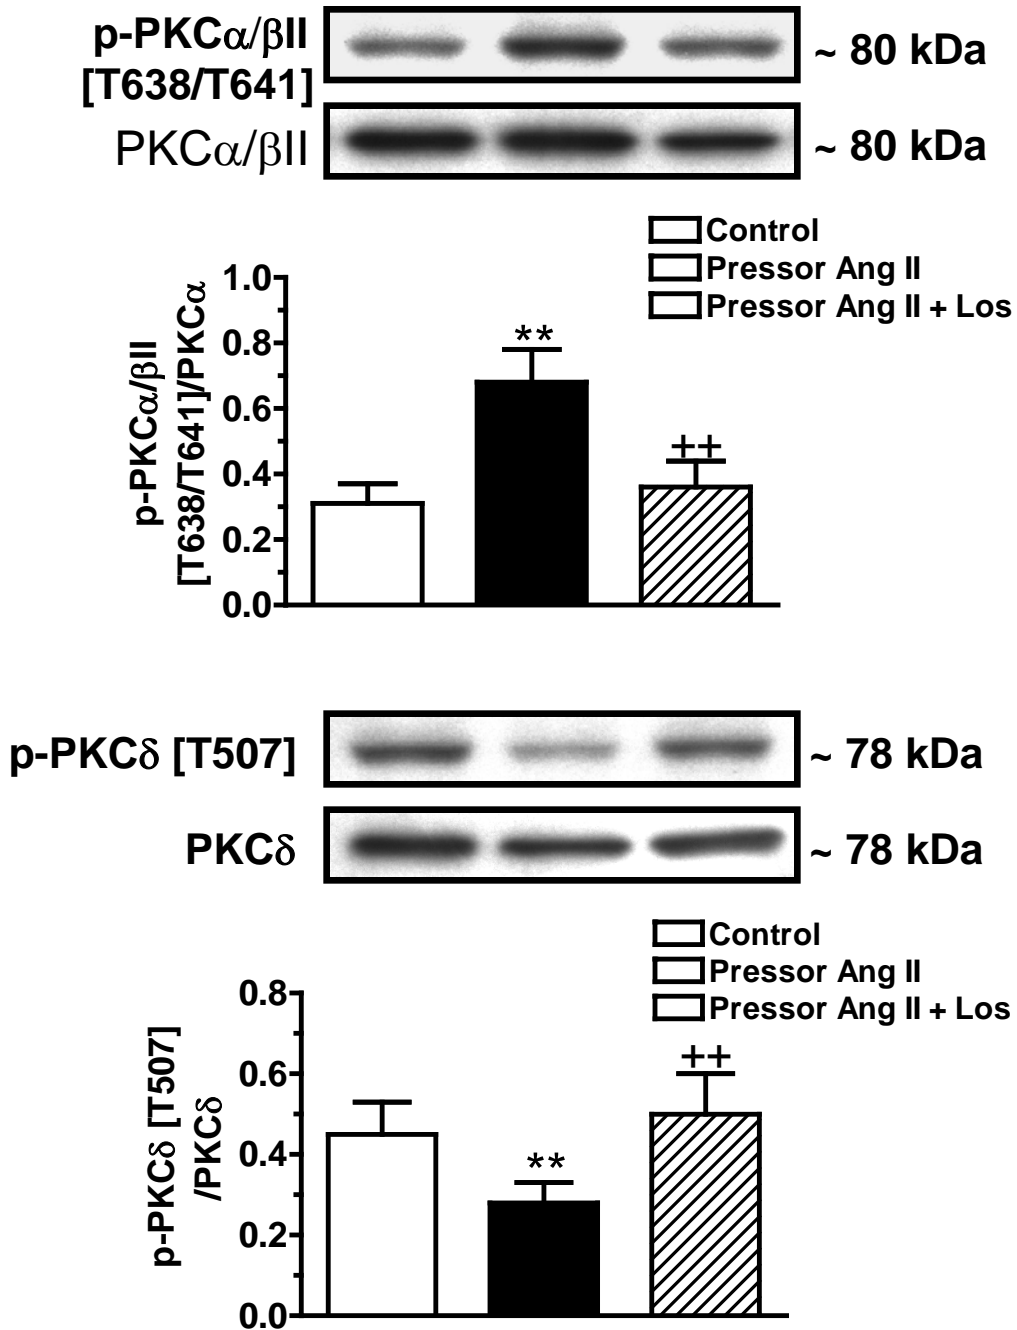 p-PKCα/βII
[T638/T641]
~ 80 kDa
PKCα/βII
~ 80 kDa
Control
Pressor Ang II
Pressor Ang II + Los
p-PKCα/βII
[T638/T641]/PKCα
1.0
0.8
0.6
0.4
0.2
0.0
**
++
p-PKCδ [T507]
~ 78 kDa
PKCδ
~ 78 kDa
Control
Pressor Ang II
Pressor Ang II + Los
p-PKCδ [T507]
/PKCδ
0.8
0.6
0.4
0.2
0.0
**
++